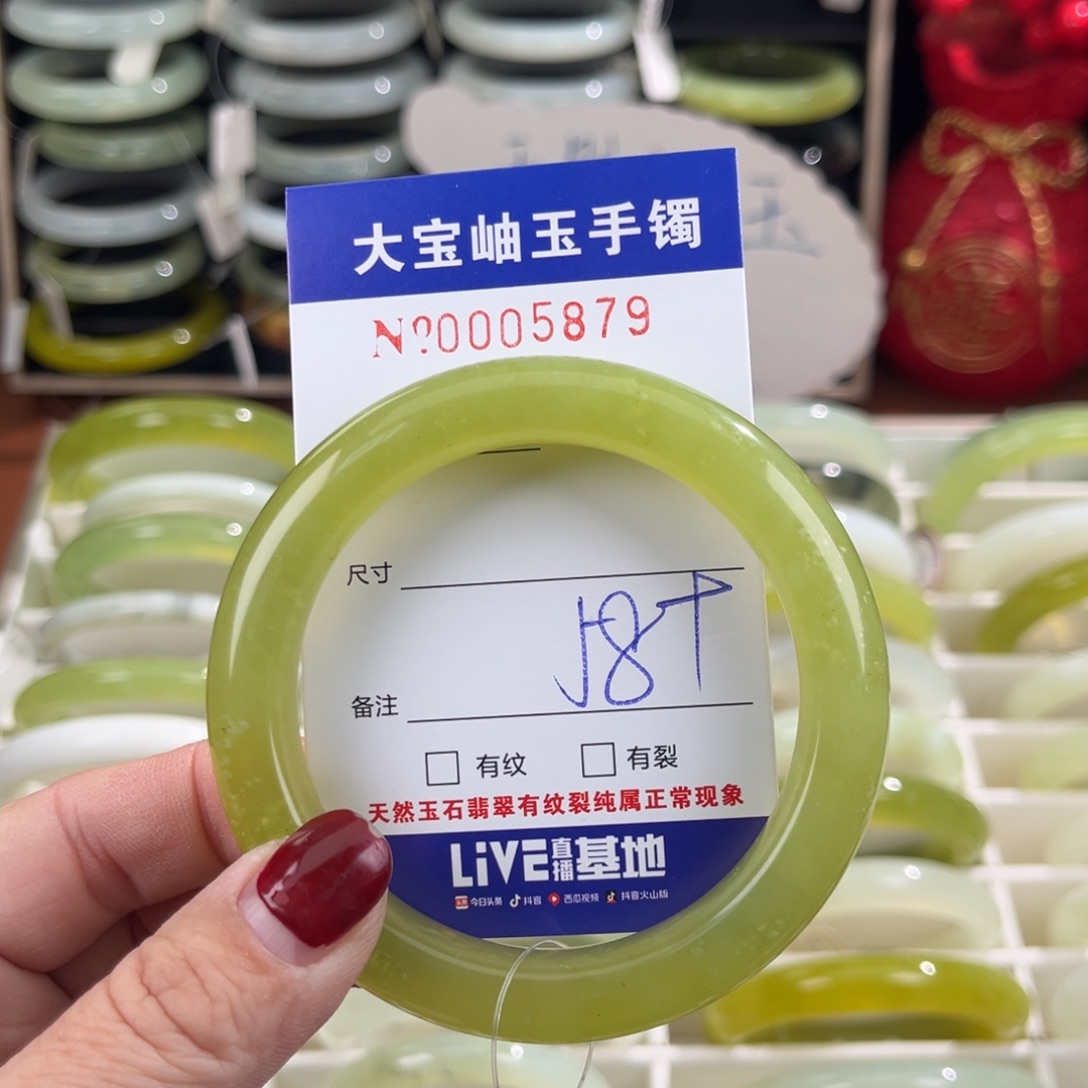 大宝岫玉手镯
Nº0005879
尺寸
备注
有纹 有裂
天然玉石翡翠有纹裂纯属正常现象
LiVE直播基地
今日头条 抖音 西瓜视频 抖音火山版